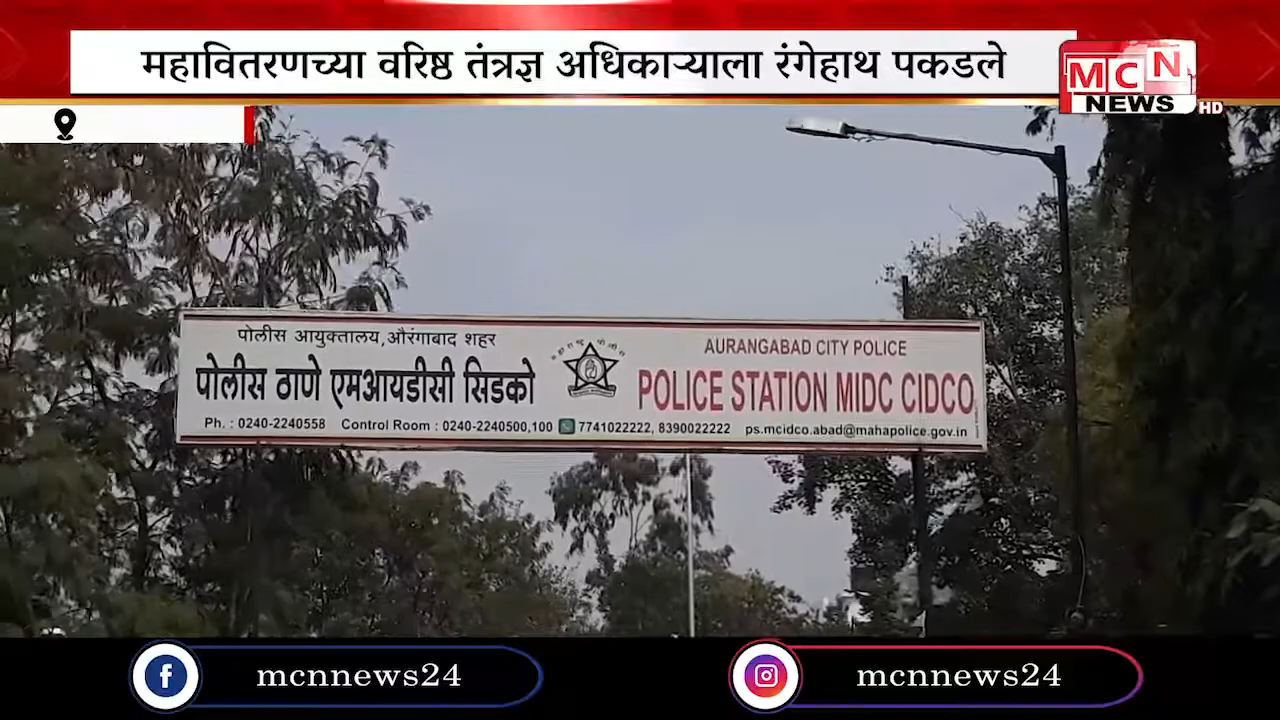 महावितरणच्या वरिष्ठ तंत्रज्ञ अधिकाऱ्याला रंगेहाथ पकडले
MCN
NEWS HD
पोलीस आयुक्तालय,औरंगाबाद शहर
पोलीस ठाणे एमआयडीसी सिडको
AURANGABAD CITY POLICE
POLICE STATION MIDC CIDCO
Ph. : 0240-2240558 Control Room : 0240-2240500,100 7741022222, 8390022222 ps.mcidco.abad@mahapolice.gov.in
mcnnews24
mcnnews24